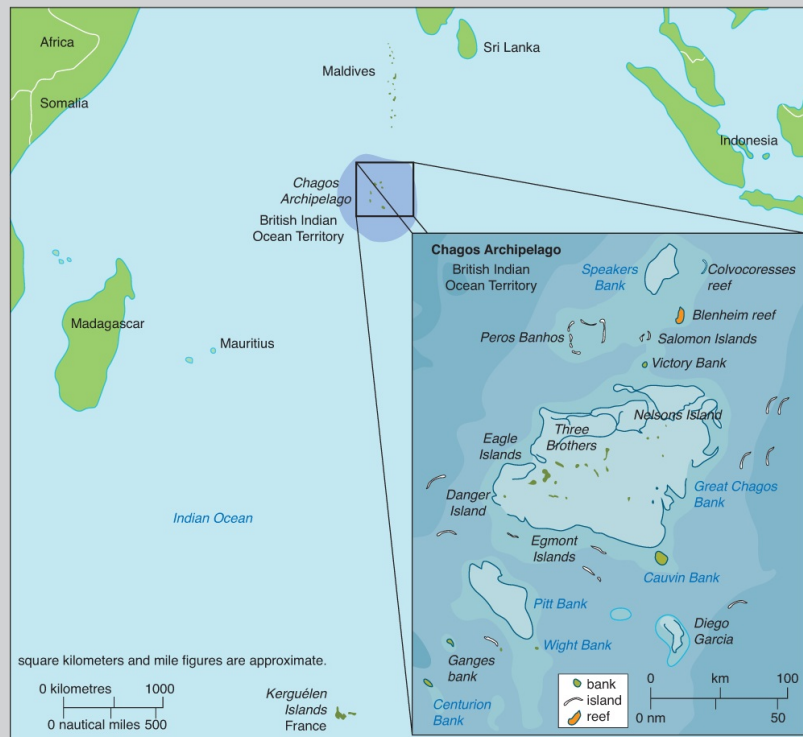 Africa
Somalia
Maldives
Sri Lanka
Indonesia
Chagos
Archipelago
British Indian
Ocean Territory
Madagascar
Mauritius
Indian Ocean
square kilometers and mile figures are approximate.
0 kilometres 1000
0 nautical miles 500
Kerguélen
Islands
France
Chagos Archipelago
British Indian
Ocean Territory
Speakers
Bank
Colvocoresses
reef
Blenheim reef
Peros Banhos
Salomon Islands
Victory Bank
Nelsons Island
Three
Brothers
Eagle
Islands
Danger
Island
Great Chagos
Bank
Egmont
Islands
Cauvin Bank
Pitt Bank
Diego
Garcia
Wight Bank
Ganges
bank
Centurion
Bank
bank
island
reef
0 km 100
0 nm 50